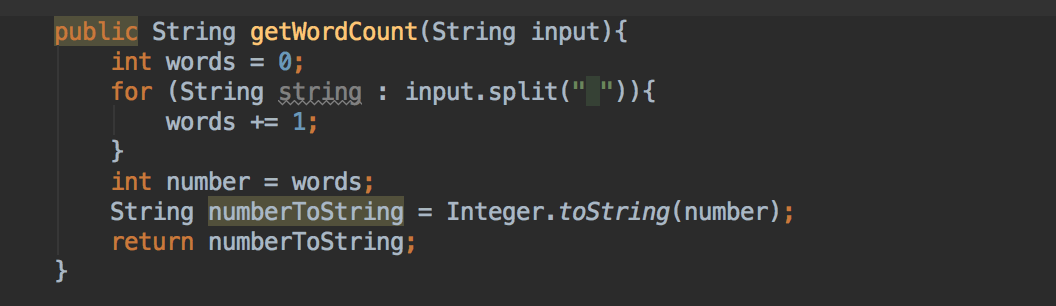 public String getWordCount(String input){
    int words = 0;
    for (String string : input.split(" ")){
        words += 1;
    }
    int number = words;
    String numberToString = Integer.toString(number);
    return numberToString;
}